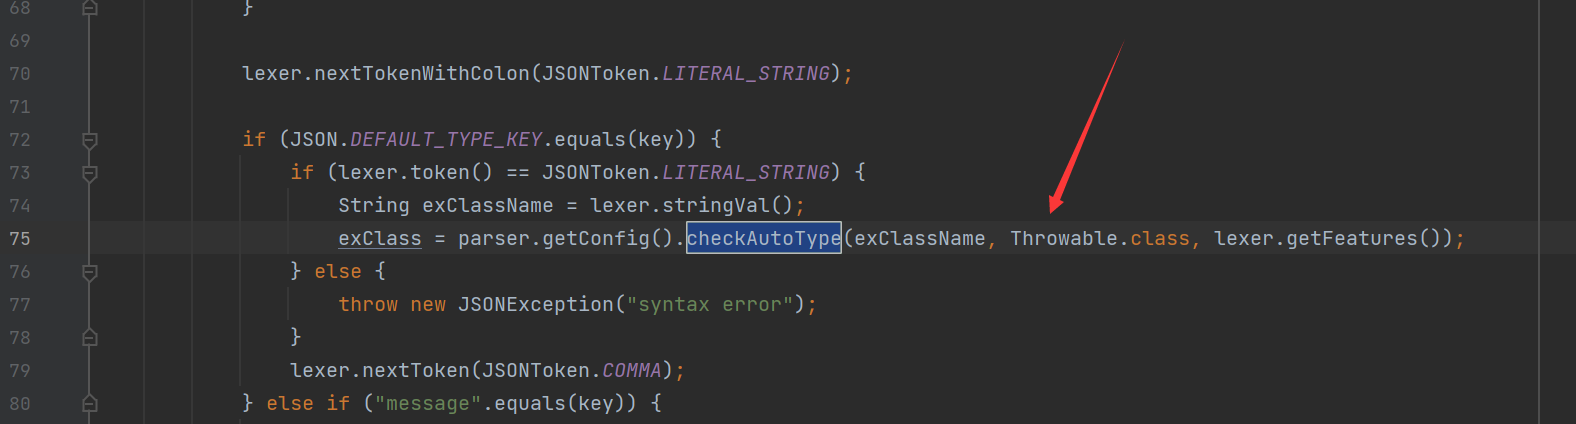 68 }
69
70 lexer.nextTokenWithColon(JSONToken.LITERAL_STRING);
71
72 if (JSON.DEFAULT_TYPE_KEY.equals(key)) {
73 if (lexer.token() == JSONToken.LITERAL_STRING) {
74 String exClassName = lexer.stringVal();
75 exClass = parser.getConfig().checkAutoType(exClassName, Throwable.class, lexer.getFeatures());
76 } else {
77 throw new JSONException("syntax error");
78 }
79 lexer.nextToken(JSONToken.COMMA);
80 } else if ("message".equals(key)) {